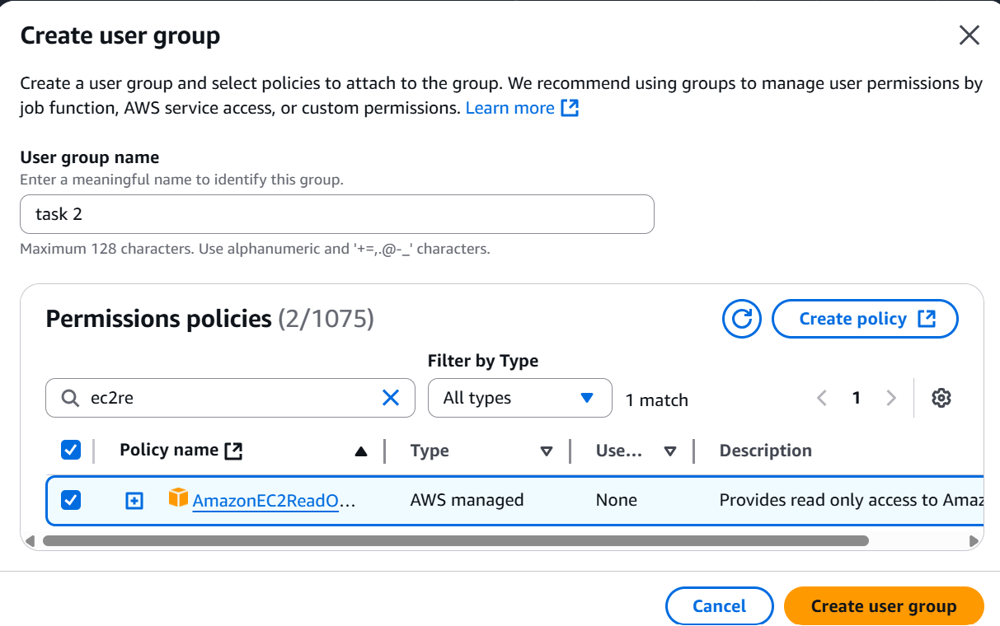 Create user group
Create a user group and select policies to attach to the group. We recommend using groups to manage user permissions by
job function, AWS service access, or custom permissions. Learn more
User group name
Enter a meaningful name to identify this group.
task 2
Maximum 128 characters. Use alphanumeric and '+=,.@-_' characters.
Permissions policies (2/1075)
Create policy
Filter by Type
ec2re All types 1 match 1
Policy name Type Use... Description
AmazonEC2ReadO... AWS managed None Provides read only access to Amaz
Cancel Create user group